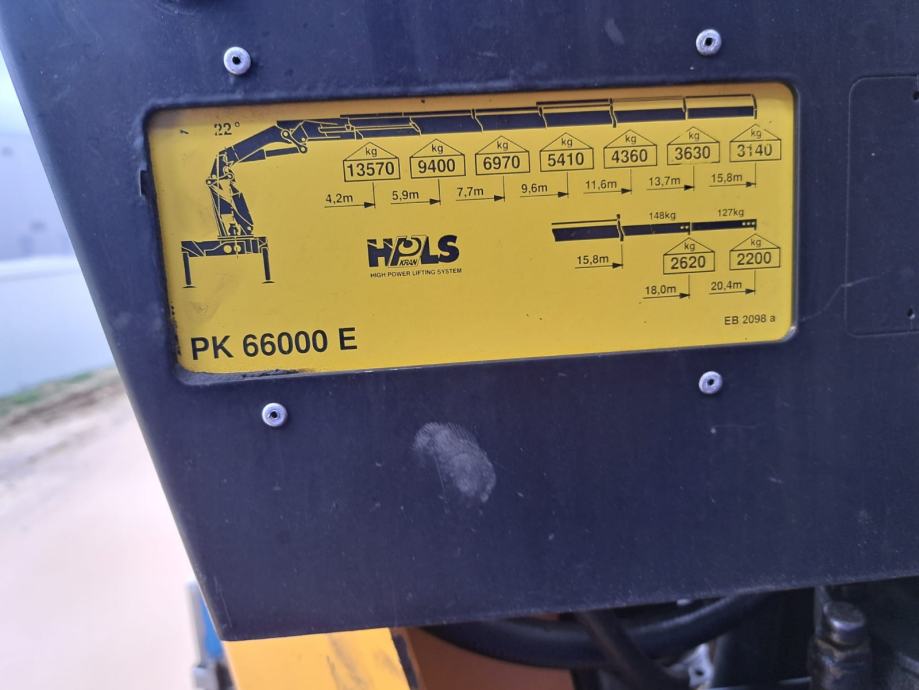 22°
kg kg kg kg kg kg kg
13570 9400 6970 5410 4360 3630 3140
4,2m 5,9m 7,7m 9,6m 11,6m 13,7m 15,8m
148kg 127kg
HPLS
KRAN
HIGH POWER LIFTING SYSTEM
kg kg
15,8m 2620 2200
18,0m 20,4m
EB 2098 a
PK 66000 E